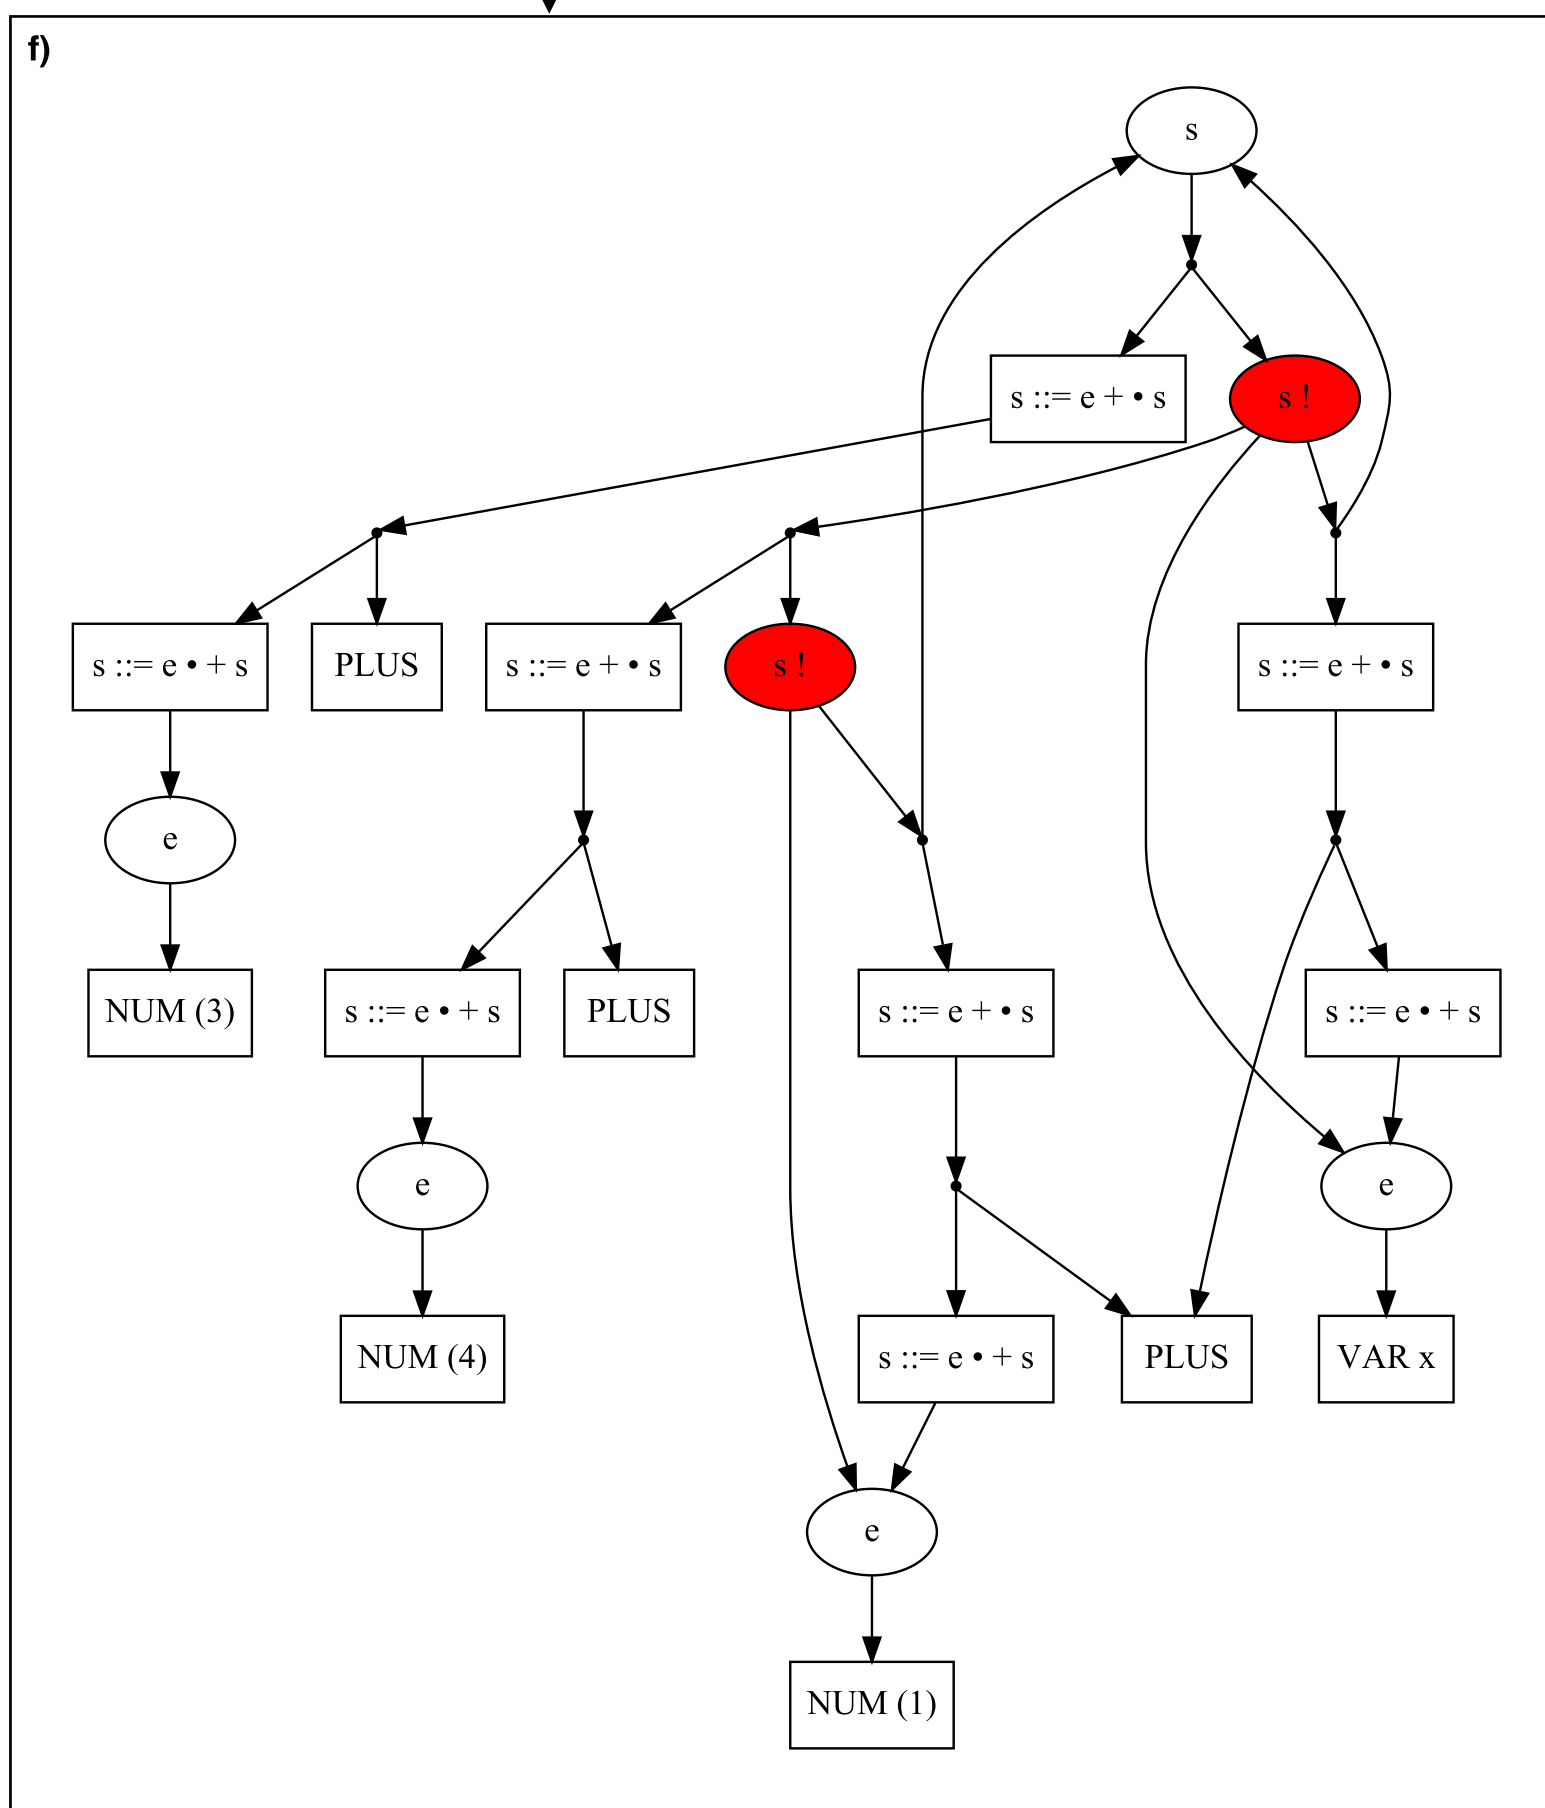 f)
s
s ::= e + • s
s !
s ::= e • + s
PLUS
s ::= e + • s
s !
s ::= e + • s
e
NUM (3)
s ::= e • + s
PLUS
s ::= e + • s
s ::= e • + s
e
e
NUM (4)
s ::= e • + s
PLUS
VAR x
e
NUM (1)